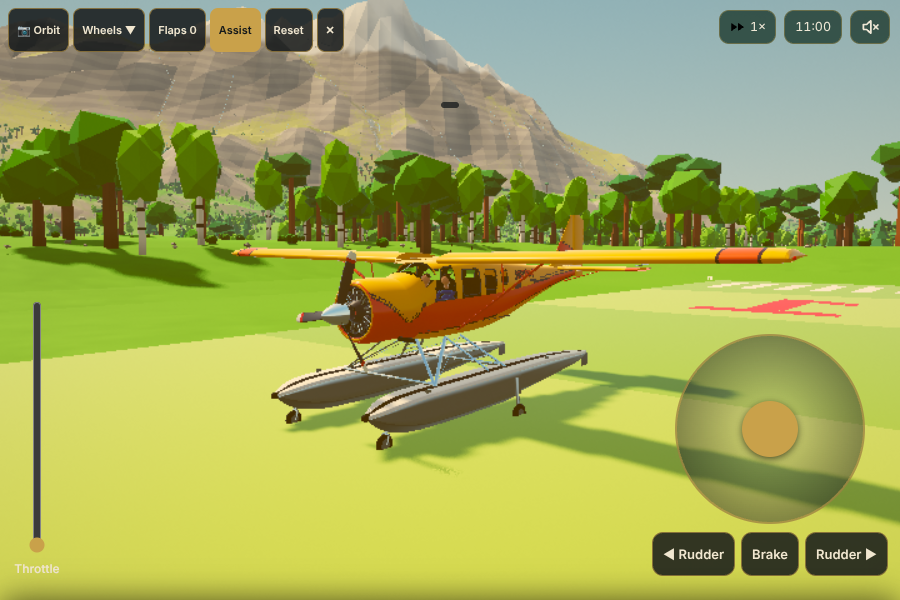 Orbit
Wheels ▼
Flaps 0
Assist
Reset
×
1×
11:00
Throttle
◀ Rudder
Brake
Rudder ▶